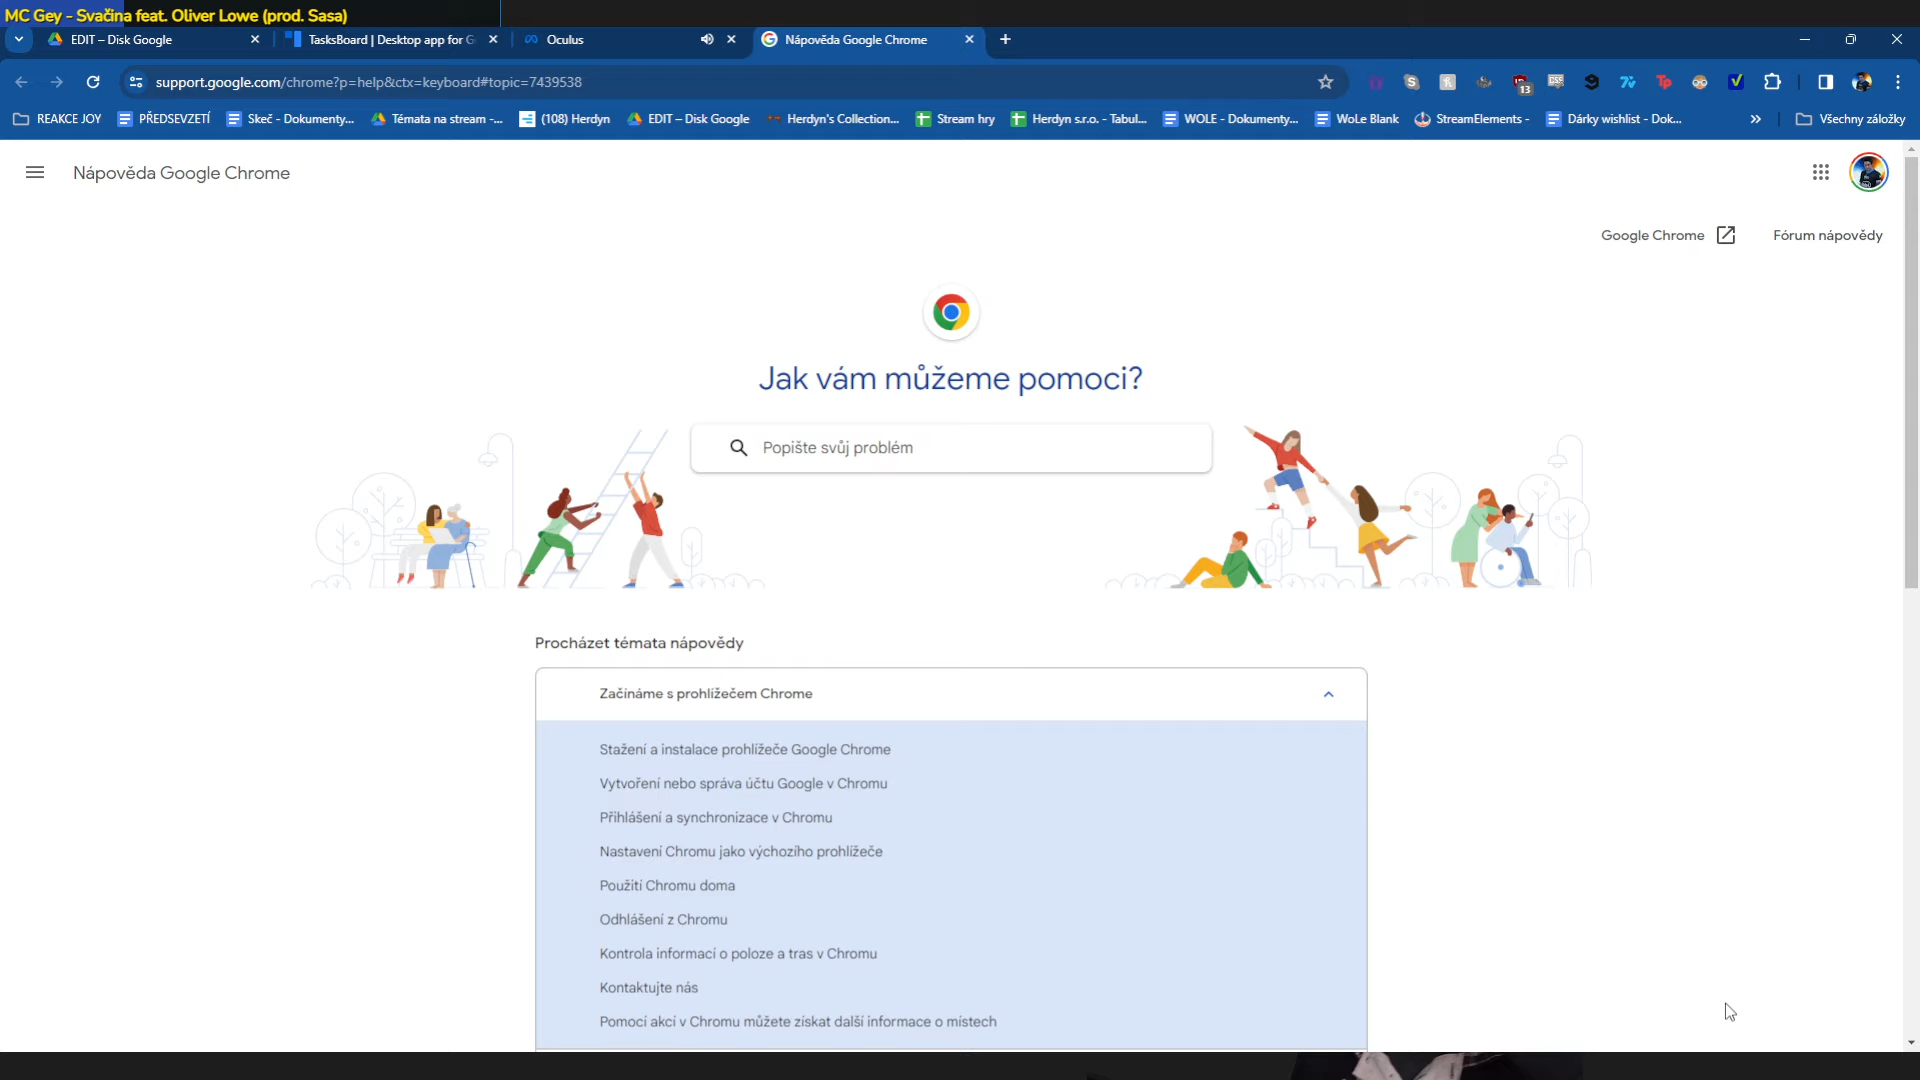 MC Gey - Svačina feat. Oliver Lowe (prod. Sasa)
EDIT – Disk Google
TasksBoard | Desktop app for G
Oculus
Nápověda Google Chrome
support.google.com/chrome?p=help&ctx=keyboard#topic=7439538
13
REAKCE JOY
PŘEDSEVZETÍ
Skeč - Dokumenty...
Témata na stream -...
(108) Herdyn
EDIT – Disk Google
Herdyn's Collection...
Stream hry
Herdyn s.r.o. - Tabul...
WOLE - Dokumenty...
WoLe Blank
StreamElements -
Dárky wishlist - Dok...
Všechny záložky
Nápověda Google Chrome
Google Chrome
Fórum nápovědy
Jak vám můžeme pomoci?
Popište svůj problém
Procházet témata nápovědy
Začínáme s prohlížečem Chrome
Stažení a instalace prohlížeče Google Chrome
Vytvoření nebo správa účtu Google v Chromu
Přihlášení a synchronizace v Chromu
Nastavení Chromu jako výchozího prohlížeče
Použití Chromu doma
Odhlášení z Chromu
Kontrola informací o poloze a tras v Chromu
Kontaktujte nás
Pomocí akcí v Chromu můžete získat další informace o místech